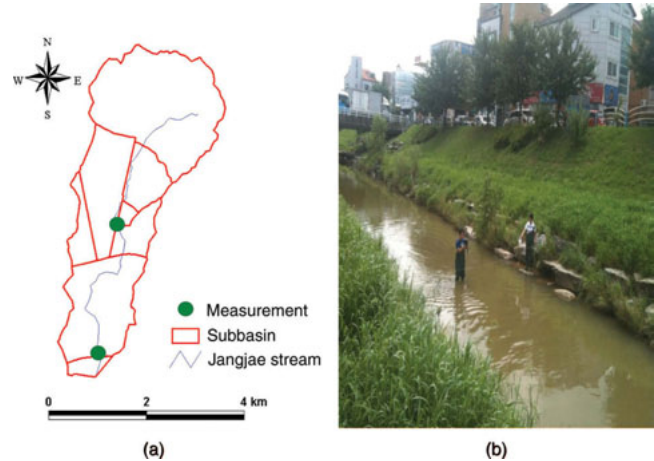 N
W E
S
Measurement
Subbasin
Jangjae stream
0 2 4 km
(a) (b)